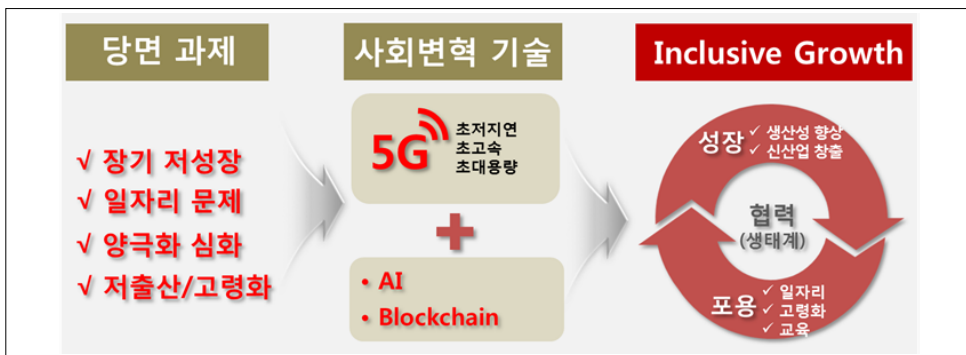 당면 과제
√ 장기 저성장
√ 일자리 문제
√ 양극화 심화
√ 저출산/고령화
사회변혁 기술
5G
초저지연
초고속
초대용량
+
• AI
• Blockchain
Inclusive Growth
성장
✓ 생산성 향상
✓ 신산업 창출
협력
(생태계)
포용
✓ 일자리
✓ 고령화
✓ 교육